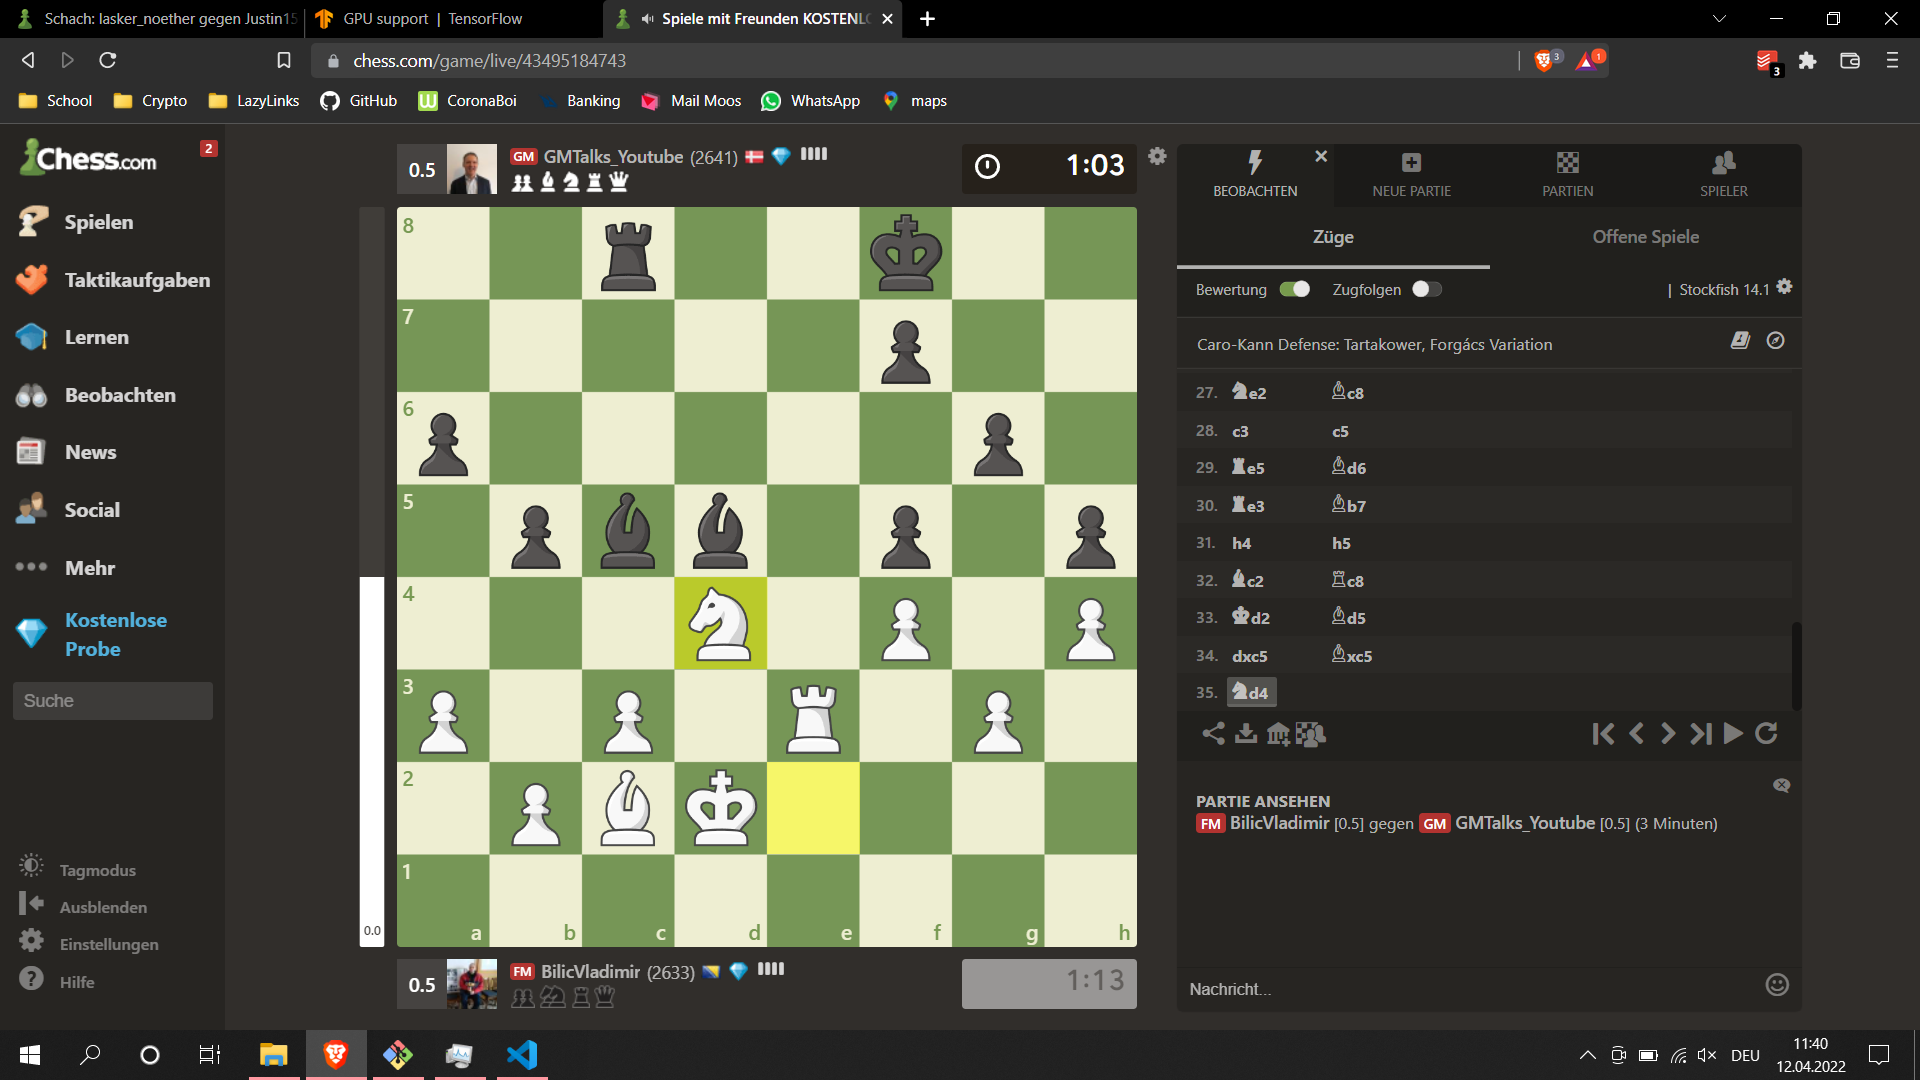 Schach: lasker_noether gegen Justin15
GPU support | TensorFlow
Spiele mit Freunden KOSTENLO
chess.com/game/live/43495184743
3
1
3
School
Crypto
LazyLinks
GitHub
CoronaBoi
Banking
Mail Moos
WhatsApp
maps
Chess.com
2
Spielen
Taktikaufgaben
Lernen
Beobachten
News
Social
Mehr
Kostenlose
Probe
Suche
Tagmodus
Ausblenden
Einstellungen
Hilfe
0.5
GM GMTalks_Youtube (2641)
1:03
8
7
6
5
4
3
2
1
a b c d e f g h
0.0
0.5
FM BilicVladimir (2633)
1:13
BEOBACHTEN
NEUE PARTIE
PARTIEN
SPIELER
Züge
Offene Spiele
Bewertung
Zugfolgen
| Stockfish 14.1
Caro-Kann Defense: Tartakower, Forgács Variation
27. e2 c8
28. c3 c5
29. e5 d6
30. e3 b7
31. h4 h5
32. c2 c8
33. d2 d5
34. dxc5 xc5
35. d4
PARTIE ANSEHEN
FM BilicVladimir [0.5] gegen GM GMTalks_Youtube [0.5] (3 Minuten)
Nachricht...
DEU
11:40
12.04.2022